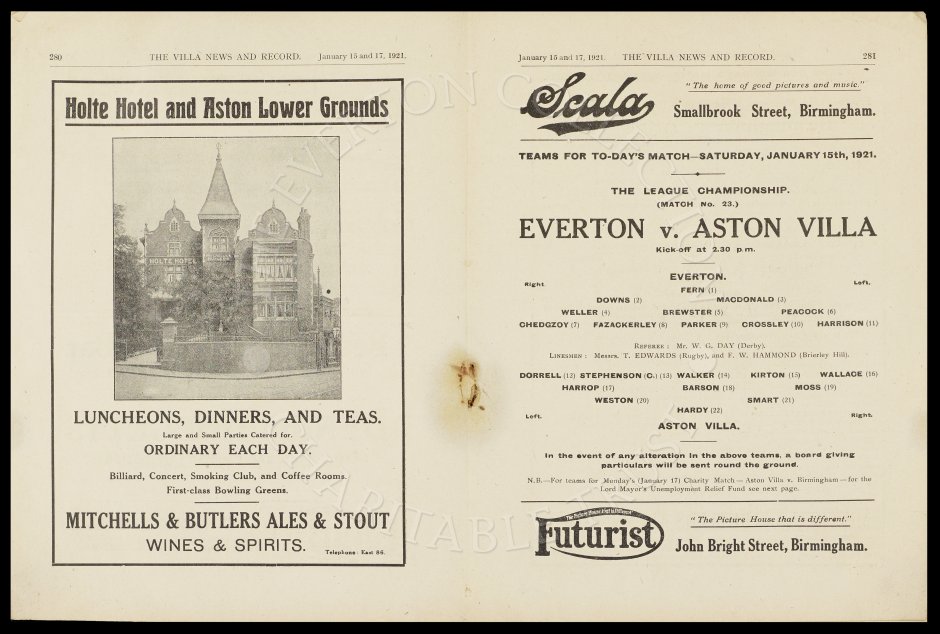 280 THE VILLA NEWS AND RECORD. January 15 and 17, 1921.
Holte Hotel and Aston Lower Grounds
HOLTE HOTEL
LUNCHEONS, DINNERS, AND TEAS.
Large and Small Parties Catered for.
ORDINARY EACH DAY.
Billiard, Concert, Smoking Club, and Coffee Rooms.
First-class Bowling Greens.
MITCHELLS & BUTLERS ALES & STOUT
WINES & SPIRITS.
Telephone: East 86.
January 15 and 17, 1921. THE VILLA NEWS AND RECORD. 281
Scala
"The home of good pictures and music."
Smallbrook Street, Birmingham.
TEAMS FOR TO-DAY'S MATCH—SATURDAY, JANUARY 15th, 1921.
THE LEAGUE CHAMPIONSHIP.
(MATCH No. 23.)
EVERTON v. ASTON VILLA
Kick-off at 2.30 p.m.
EVERTON.
Right. Left.
FERN (1)
DOWNS (2) MACDONALD (3)
WELLER (4) BREWSTER (5) PEACOCK (6)
CHEDGZOY (7) FAZACKERLEY (8) PARKER (9) CROSSLEY (10) HARRISON (11)
REFEREE: Mr. W. G. DAY (Derby).
LINESMEN: Messrs. T. EDWARDS (Rugby), and F. W. HAMMOND (Brierley Hill).
DORRELL (12) STEPHENSON (C.) (13) WALKER (14) KIRTON (15) WALLACE (16)
HARROP (17) BARSON (18) MOSS (19)
WESTON (20) SMART (21)
HARDY (22)
Left. Right.
ASTON VILLA.
In the event of any alteration in the above teams, a board giving
particulars will be sent round the ground.
N.B.—For teams for Monday's (January 17) Charity Match—Aston Villa v. Birmingham—for the
Lord Mayor's Unemployment Relief Fund see next page.
The Picture House that is Different
Futurist
"The Picture House that is different."
John Bright Street, Birmingham.